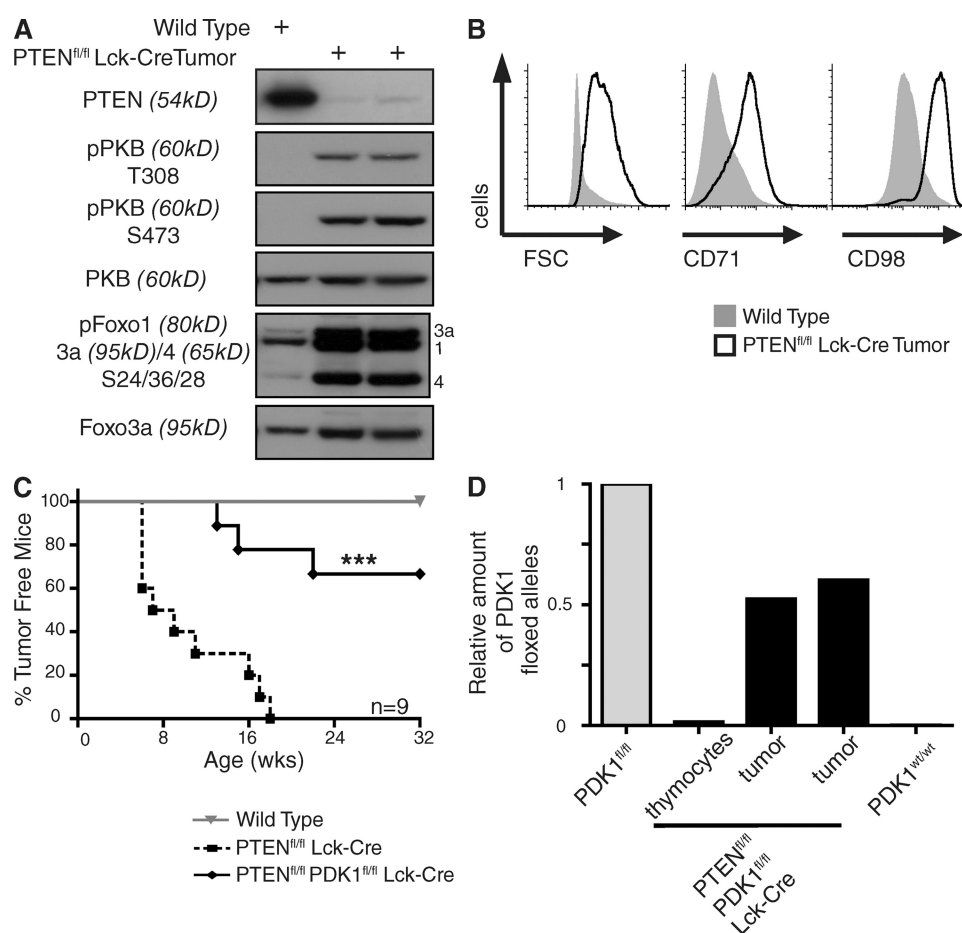 A
Wild Type +
PTENfl/fl Lck-CreTumor + +
PTEN (54kD)
pPKB (60kD)
T308
pPKB (60kD)
S473
PKB (60kD)
pFoxo1 (80kD)
3a (95kD)/4 (65kD)
S24/36/28
3a
1
4
Foxo3a (95kD)
B
cells
FSC
CD71
CD98
Wild Type
PTENfl/fl Lck-Cre Tumor
C
% Tumor Free Mice
100
80
60
40
20
0
***
n=9
0 8 16 24 32
Age (wks)
Wild Type
PTENfl/fl Lck-Cre
PTENfl/fl PDK1fl/fl Lck-Cre
D
Relative amount
of PDK1
floxed alleles
1
0.5
0
PDK1fl/fl
thymocytes
tumor
tumor
PDK1wt/wt
PTENfl/fl
PDK1fl/fl
Lck-Cre